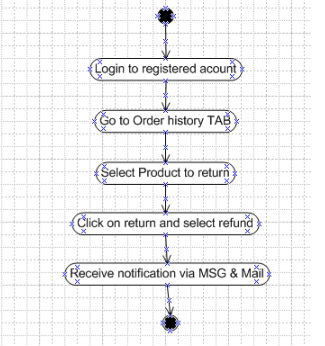 Login to registered acount
Go to Order history TAB
Select Product to return
Click on return and select refund
Receive notification via MSG & Mail